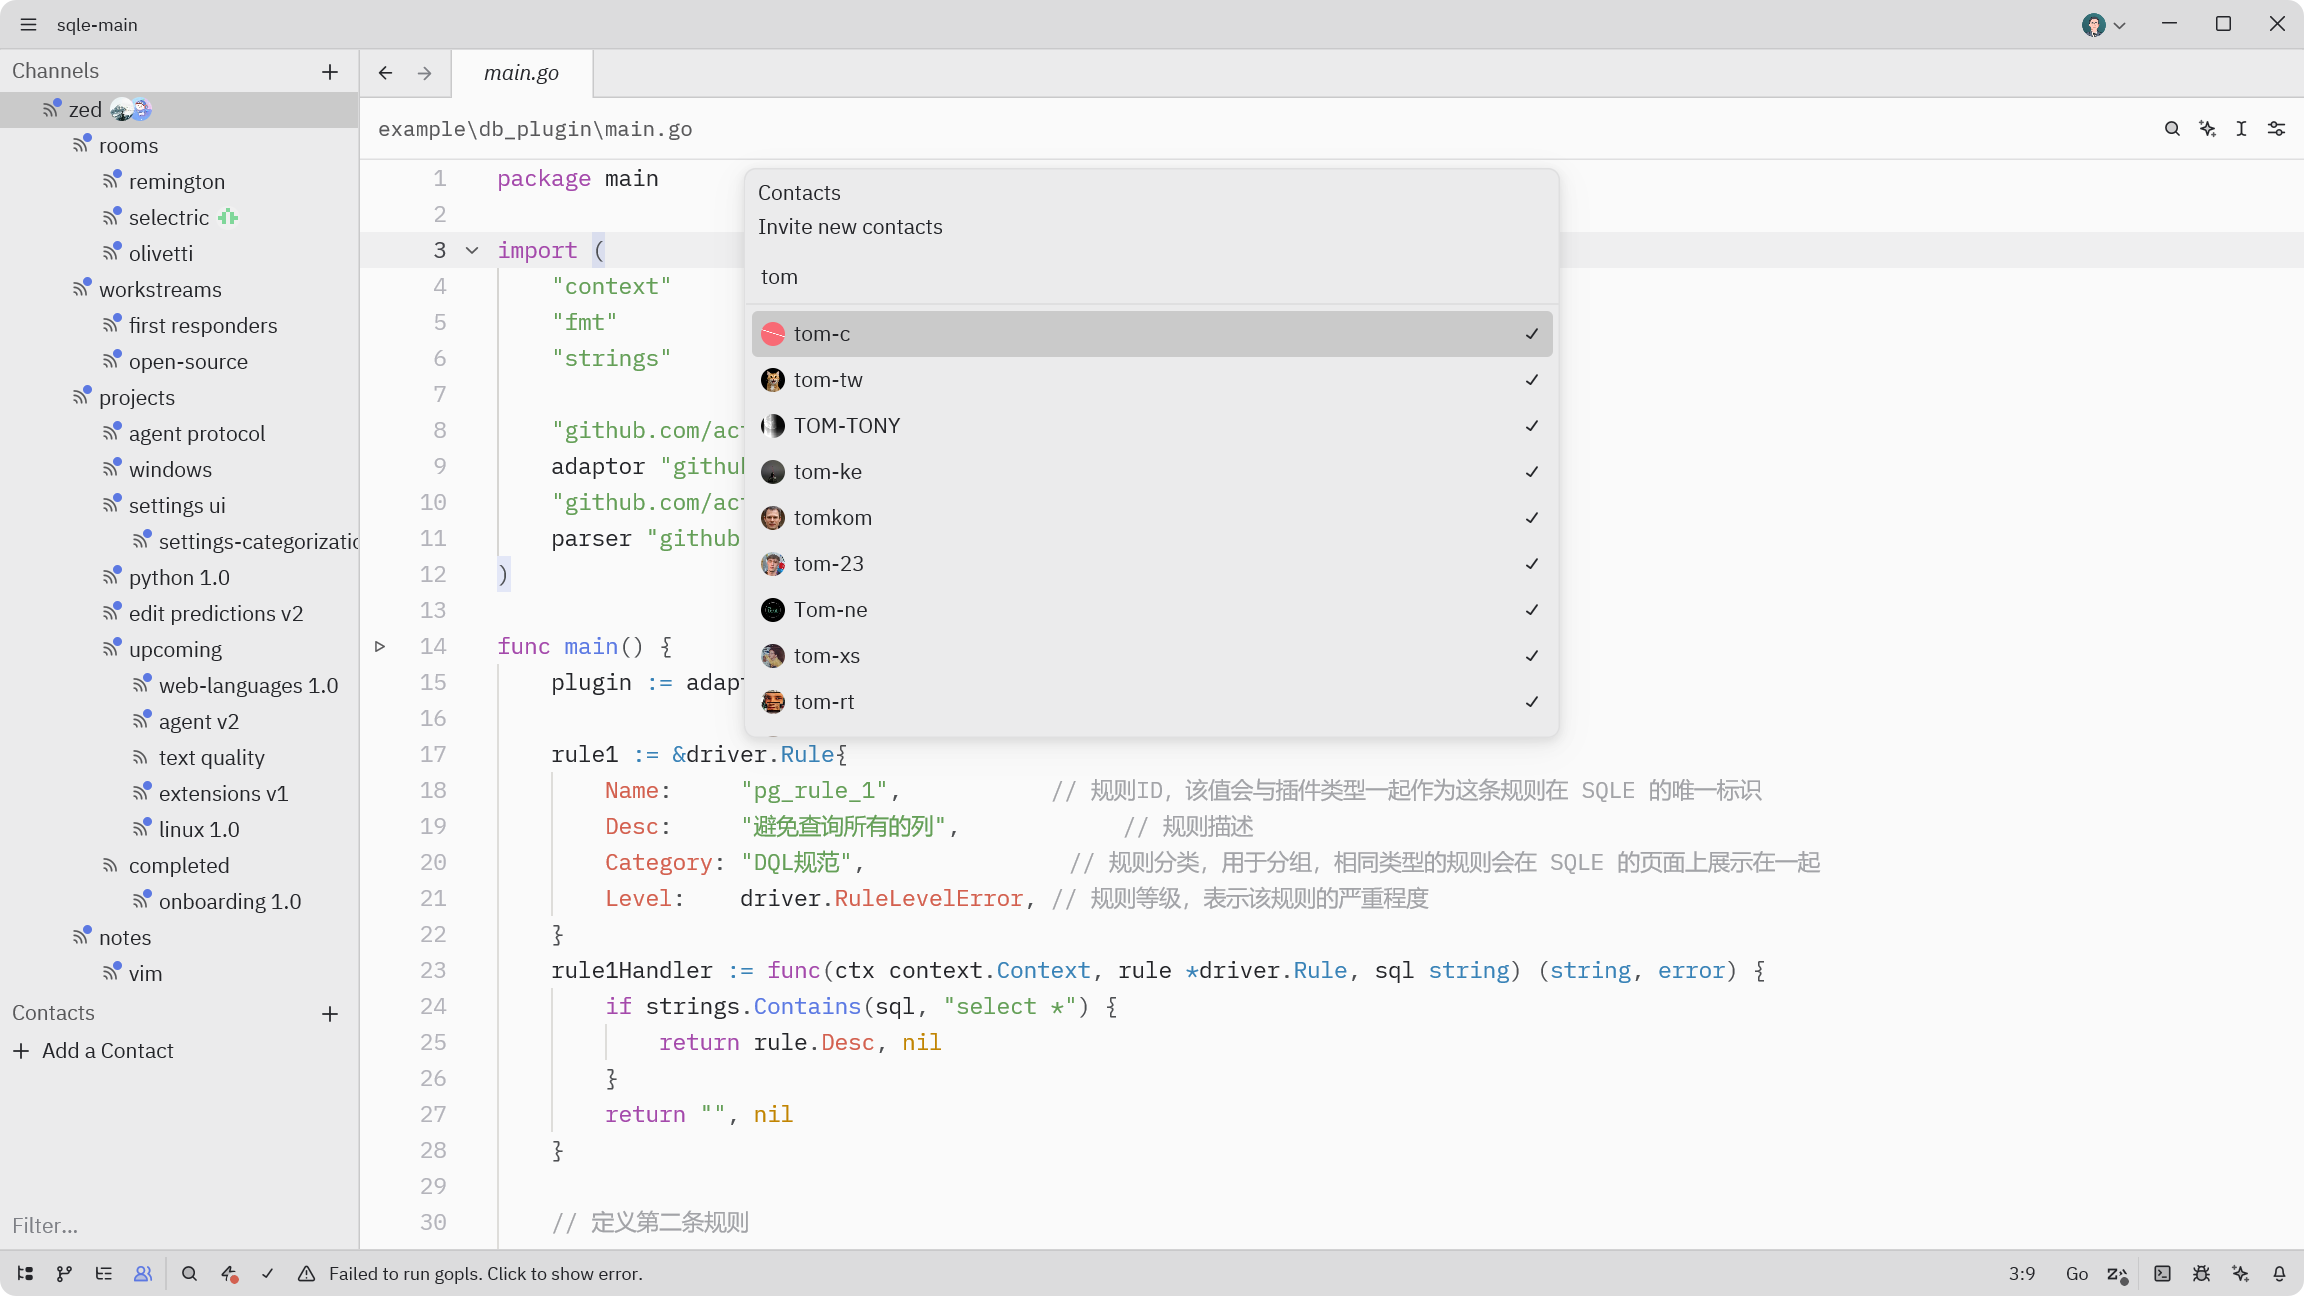 sqle-main
Channels
zed
rooms
remington
selectric
olivetti
workstreams
first responders
open-source
projects
agent protocol
windows
settings ui
settings-categorizatic
python 1.0
edit predictions v2
upcoming
web-languages 1.0
agent v2
text quality
extensions v1
linux 1.0
completed
onboarding 1.0
notes
vim
Contacts
Add a Contact
Filter...
main.go
example\db_plugin\main.go
1 package main
2
3 import (
4 "context"
5 "fmt"
6 "strings"
7
8 "github.com/act
9 adaptor "github
10 "github.com/act
11 parser "github
12 )
13
14 func main() {
15 plugin := adapt
16
17 rule1 := &driver.Rule{
18 Name: "pg_rule_1", // 规则ID, 该值会与插件类型一起作为这条规则在 SQLE 的唯一标识
19 Desc: "避免查询所有的列", // 规则描述
20 Category: "DQL规范", // 规则分类, 用于分组, 相同类型的规则会在 SQLE 的页面上展示在一起
21 Level: driver.RuleLevelError, // 规则等级, 表示该规则的严重程度
22 }
23 rule1Handler := func(ctx context.Context, rule *driver.Rule, sql string) (string, error) {
24 if strings.Contains(sql, "select *") {
25 return rule.Desc, nil
26 }
27 return "", nil
28 }
29
30 // 定义第二条规则
Contacts
Invite new contacts
tom
tom-c
tom-tw
TOM-TONY
tom-ke
tomkom
tom-23
Tom-ne
tom-xs
tom-rt
Failed to run gopls. Click to show error.
3:9
Go